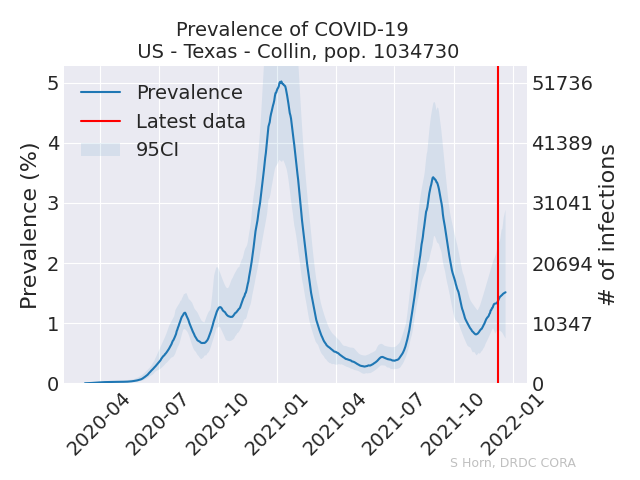 Prevalence of COVID-19
US - Texas - Collin, pop. 1034730
Prevalence
Latest data
95CI
Prevalence (%)
5
4
3
2
1
0
51736
41389
31041
20694
10347
0
# of infections
2020-04
2020-07
2020-10
2021-01
2021-04
2021-07
2021-10
2022-01
S Horn, DRDC CORA